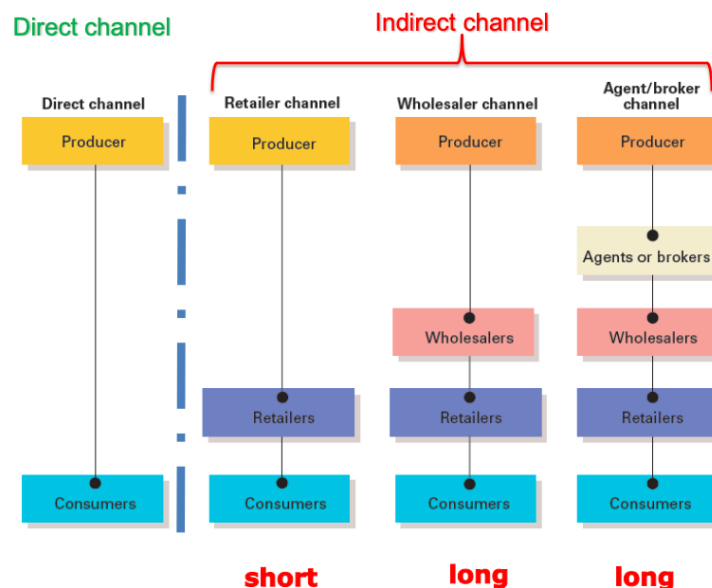 Direct channel
Indirect channel
Direct channel
Retailer channel
Wholesaler channel
Agent/broker
channel
Producer
Producer
Producer
Producer
Agents or brokers
Wholesalers
Wholesalers
Retailers
Retailers
Retailers
Consumers
Consumers
Consumers
Consumers
short
long
long